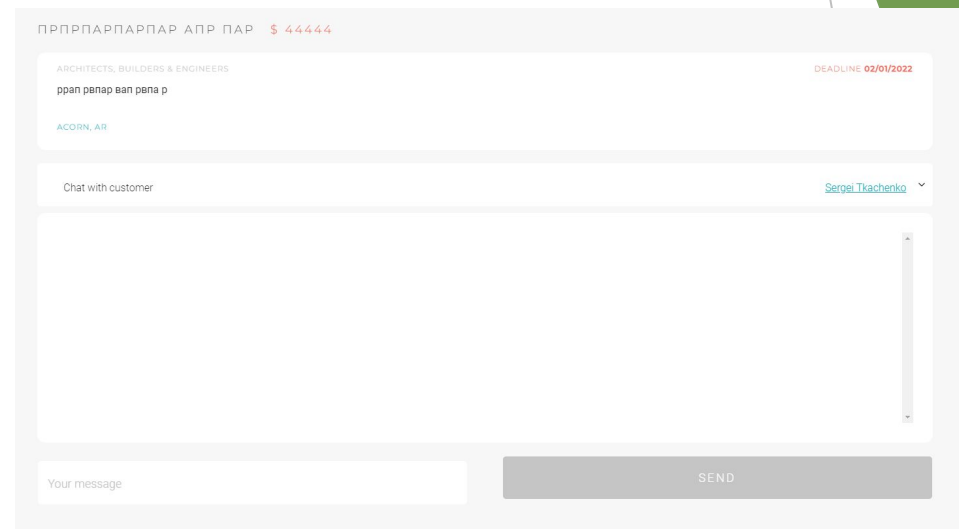 ПРПРПАРПАРПАР АПР ПАР $ 44444
ARCHITECTS, BUILDERS & ENGINEERS DEADLINE 02/01/2022
ррап рвпар вап рвпа р
ACORN, AR
Chat with customer Sergei Tkachenko
Your message SEND